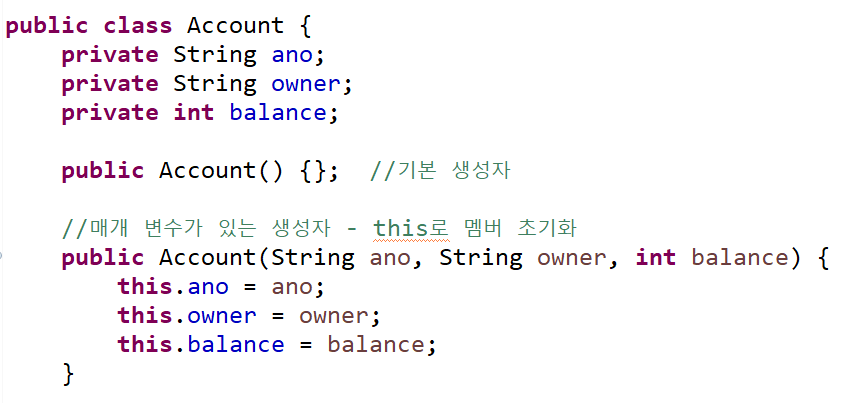 public class Account {
private String ano;
private String owner;
private int balance;
public Account() {}; //기본 생성자
//매개 변수가 있는 생성자 - this로 멤버 초기화
public Account(String ano, String owner, int balance) {
this.ano = ano;
this.owner = owner;
this.balance = balance;
}